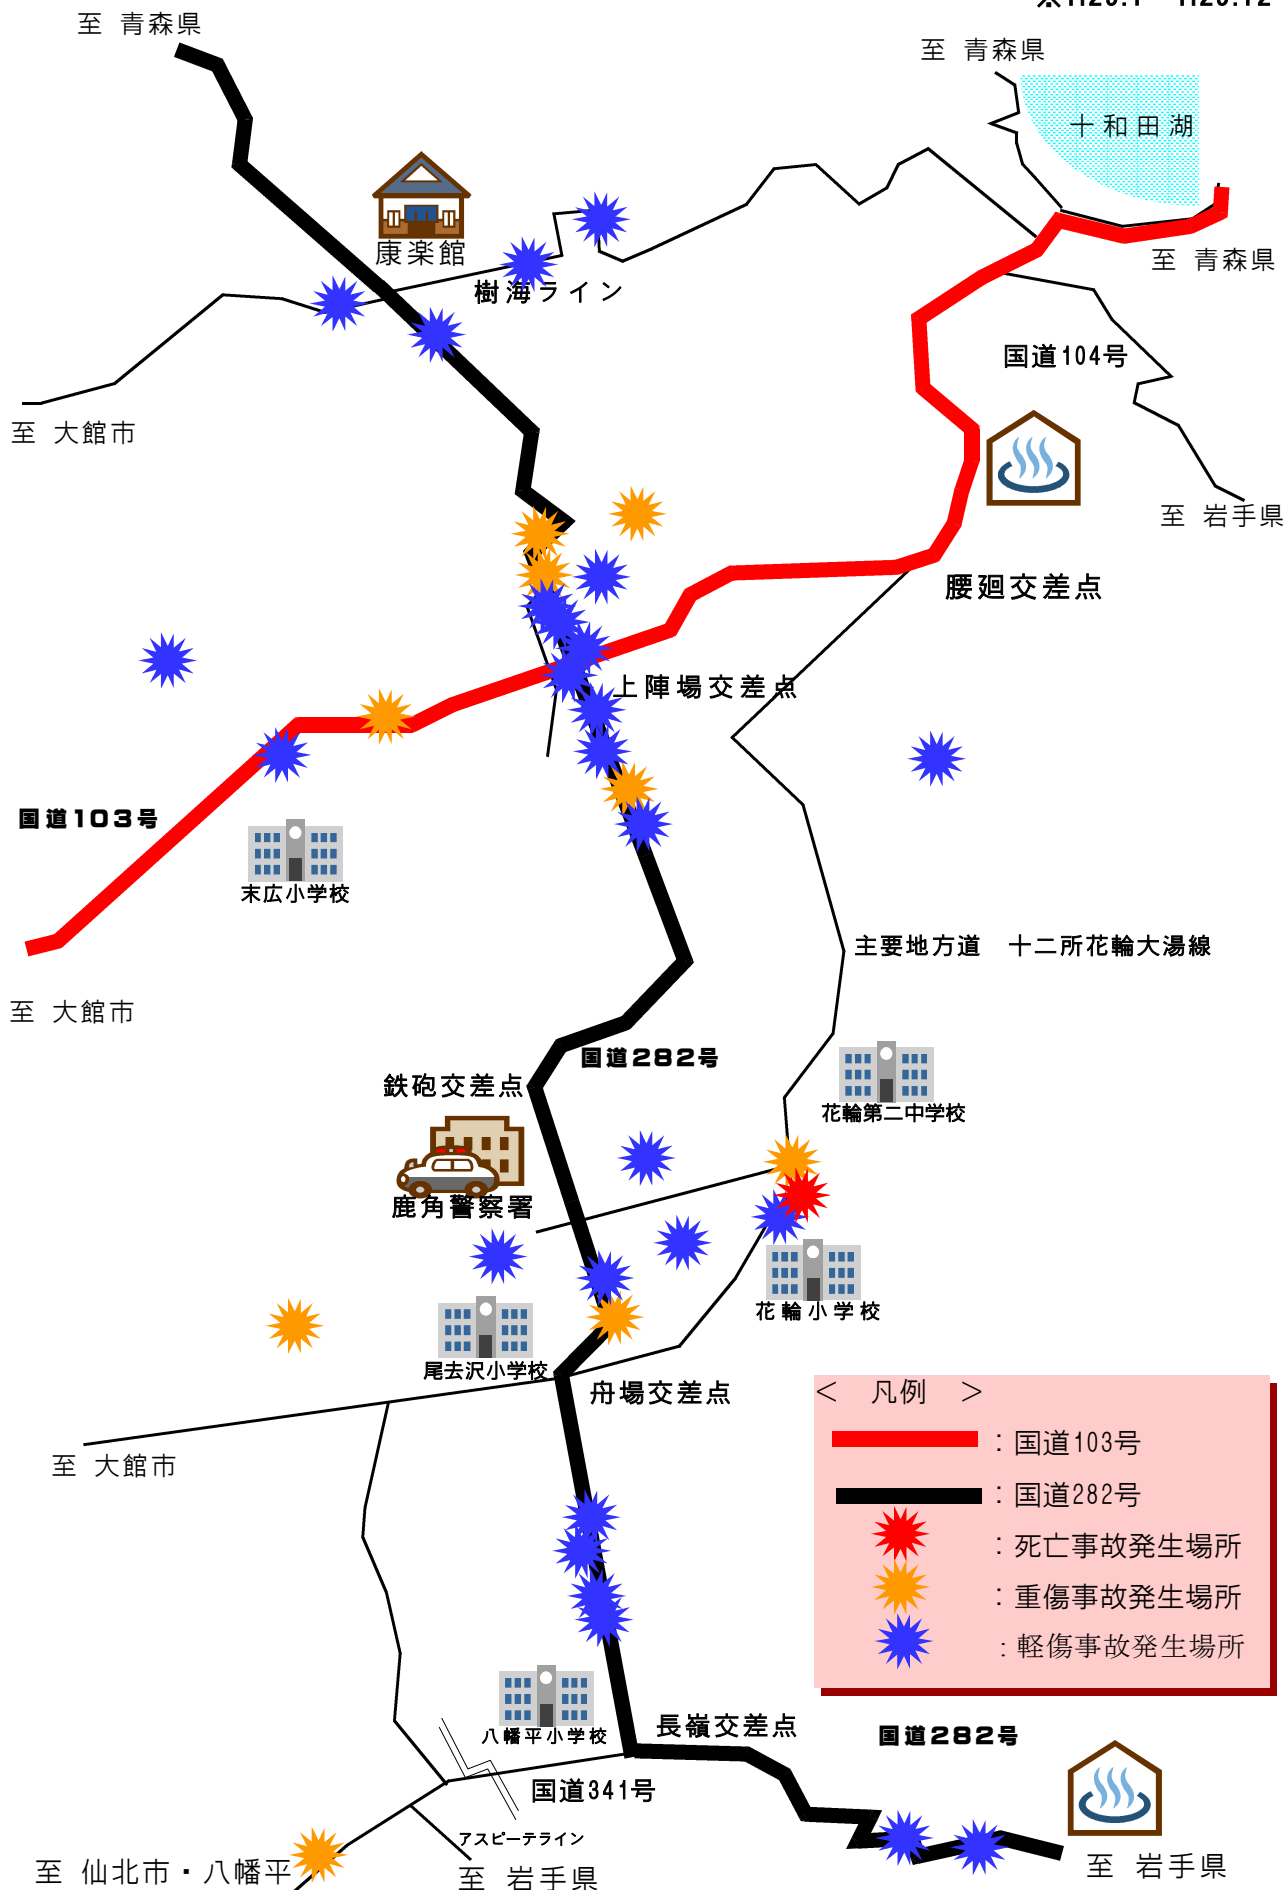 至 青森県
至 青森県
十和田湖
康楽館
至 青森県
樹海ライン
国道104号
至 大館市
至 岩手県
腰廻交差点
上陣場交差点
国道103号
末広小学校
主要地方道 十二所花輪大湯線
至 大館市
国道282号
鉄砲交差点
花輪第二中学校
鹿角警察署
花輪小学校
尾去沢小学校
舟場交差点
至 大館市
< 凡例 >
：国道103号
：国道282号
：死亡事故発生場所
：重傷事故発生場所
：軽傷事故発生場所
八幡平小学校
長嶺交差点
国道282号
国道341号
アスピーテライン
至 仙北市・八幡平
至 岩手県
至 岩手県